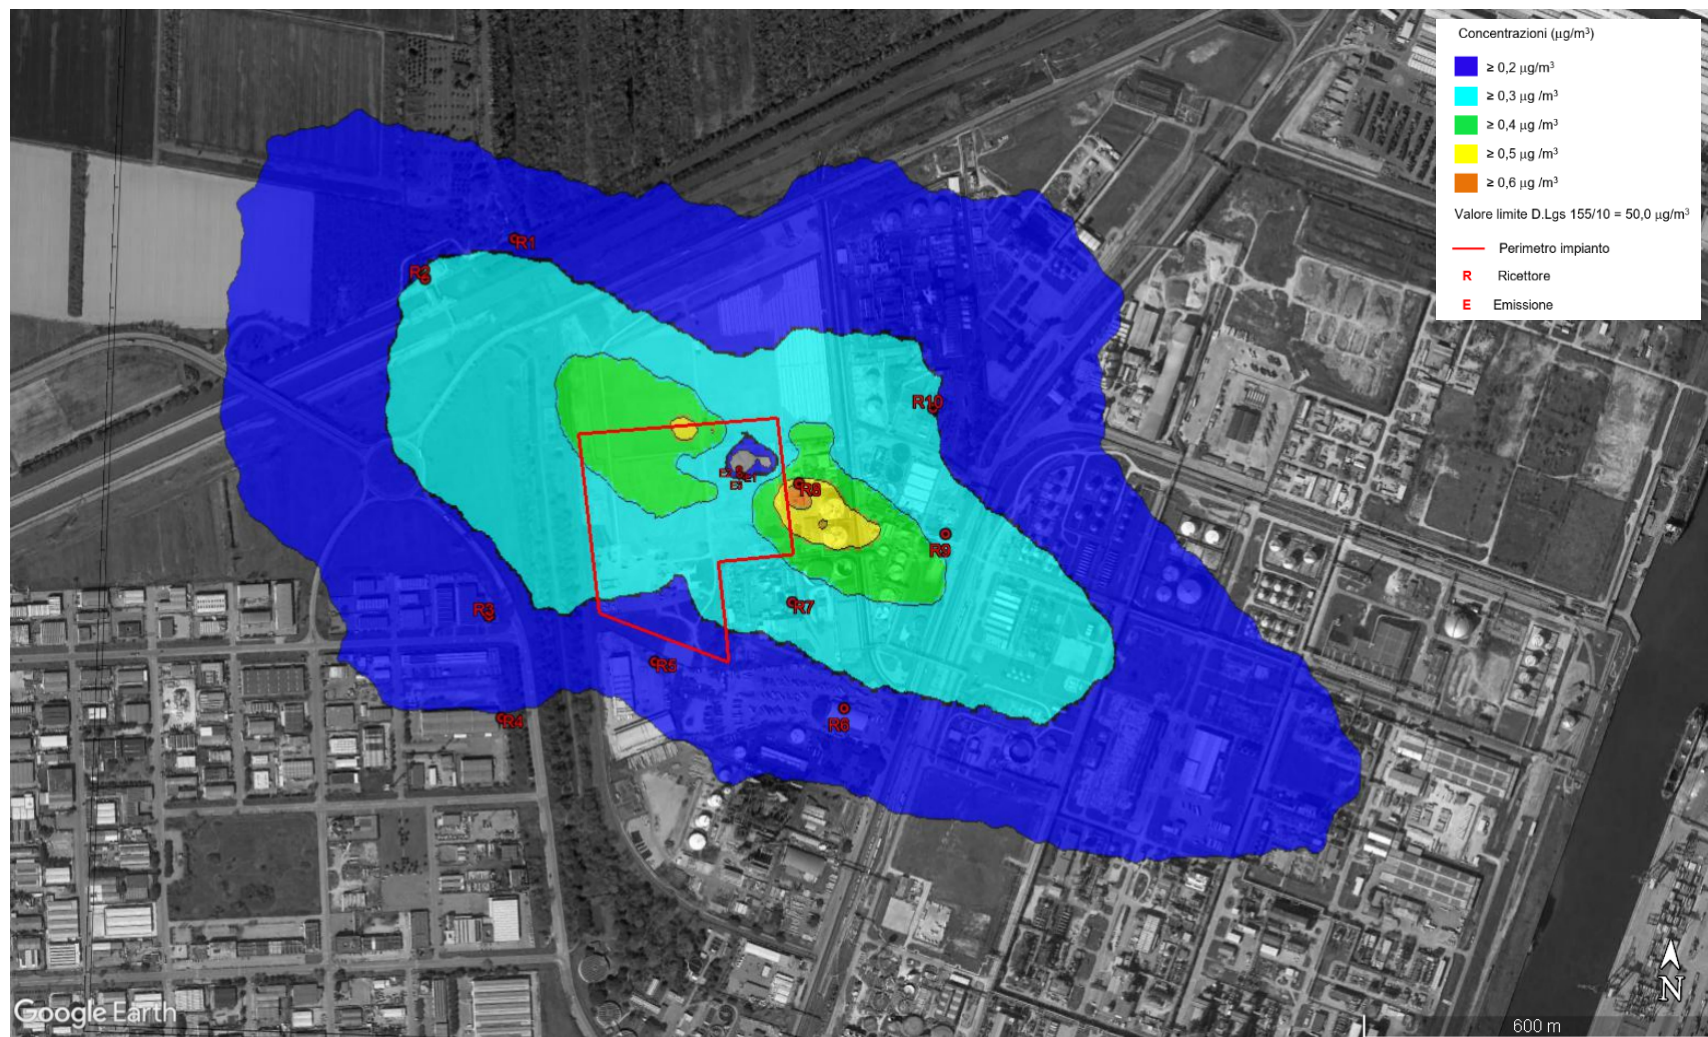 Concentrazioni (μg/m³)
≥ 0,2 μg/m³
≥ 0,3 μg /m³
≥ 0,4 μg /m³
≥ 0,5 μg /m³
≥ 0,6 μg /m³
Valore limite D.Lgs 155/10 = 50,0 μg/m³
Perimetro impianto
R Ricettore
E Emissione
R1
R2
R10
R8
R9
R7
R3
R5
R4
R6
N
Google Earth
600 m